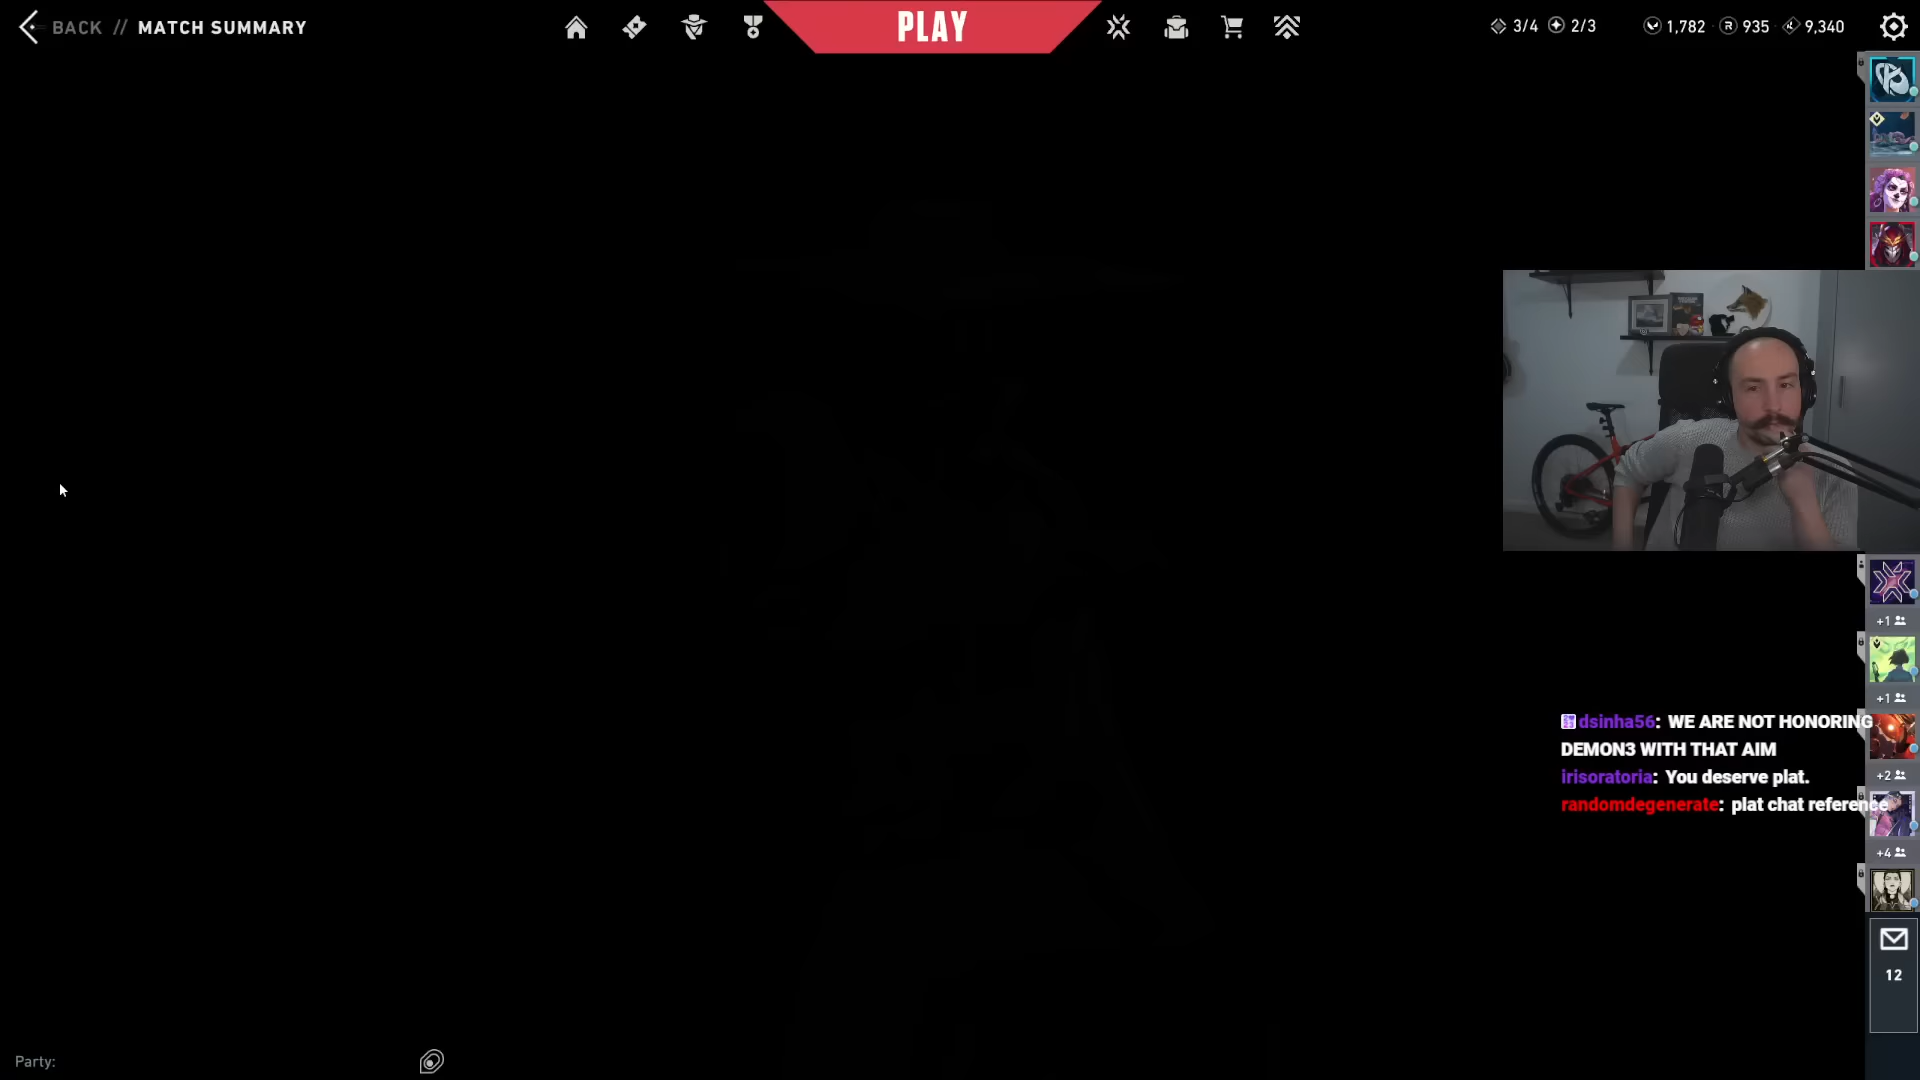 BACK // MATCH SUMMARY
PLAY
3/4 2/3 1,782 935 9,340
+1
+1
dsinha56: WE ARE NOT HONORING
DEMON3 WITH THAT AIM
irisoratoria: You deserve plat.
+2
randomdegenerate: plat chat reference
+4
12
Party: